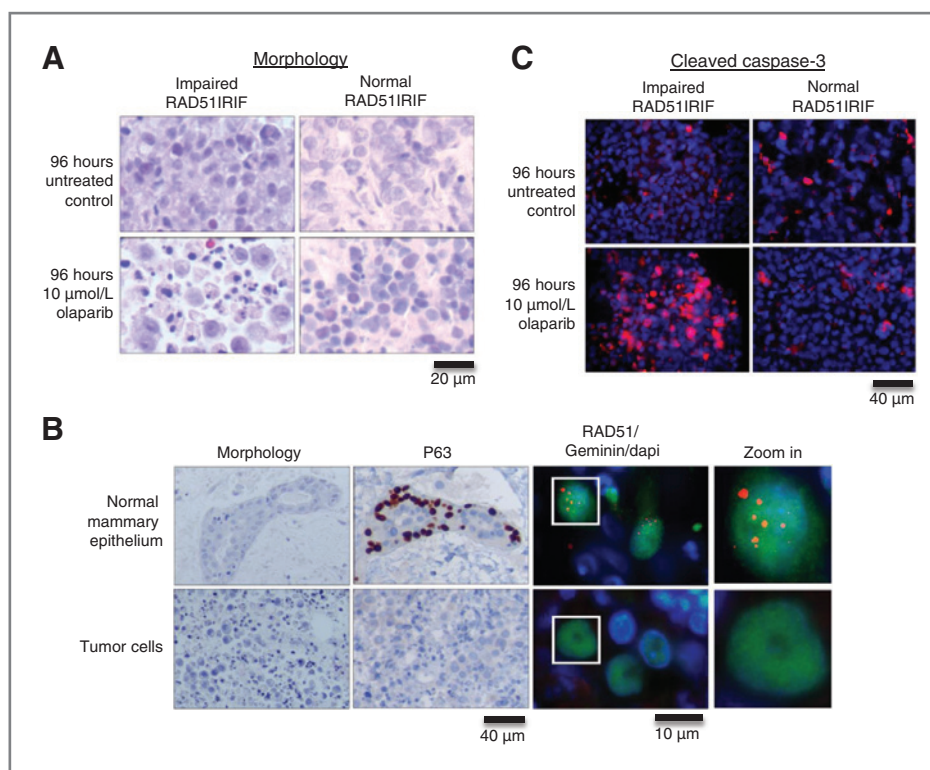 A
Morphology
Impaired
RAD51IRIF
Normal
RAD51IRIF
96 hours
untreated
control
96 hours
10 μmol/L
olaparib
20 μm
C
Cleaved caspase-3
Impaired
RAD51IRIF
Normal
RAD51IRIF
96 hours
untreated
control
96 hours
10 μmol/L
olaparib
40 μm
B
Morphology
P63
RAD51/
Geminin/dapi
Zoom in
Normal
mammary
epithelium
Tumor cells
40 μm
10 μm